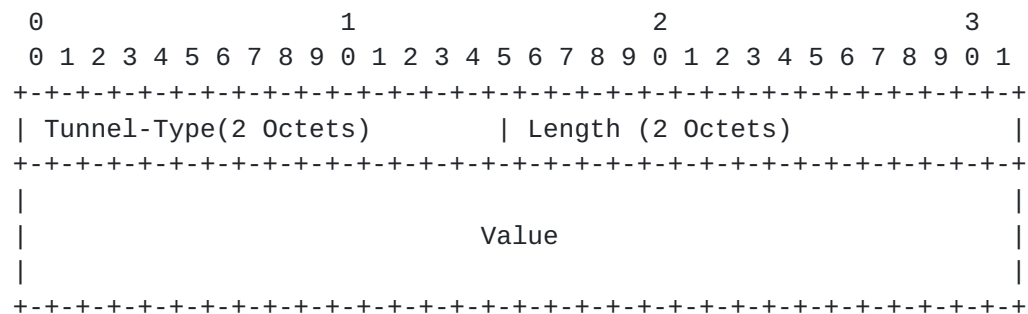 0                   1                   2                   3
 0 1 2 3 4 5 6 7 8 9 0 1 2 3 4 5 6 7 8 9 0 1 2 3 4 5 6 7 8 9 0 1
+-+-+-+-+-+-+-+-+-+-+-+-+-+-+-+-+-+-+-+-+-+-+-+-+-+-+-+-+-+-+-+-+
| Tunnel-Type(2 Octets)        | Length (2 Octets)              |
+-+-+-+-+-+-+-+-+-+-+-+-+-+-+-+-+-+-+-+-+-+-+-+-+-+-+-+-+-+-+-+-+
|                                                               |
|                             Value                             |
|                                                               |
+-+-+-+-+-+-+-+-+-+-+-+-+-+-+-+-+-+-+-+-+-+-+-+-+-+-+-+-+-+-+-+-+